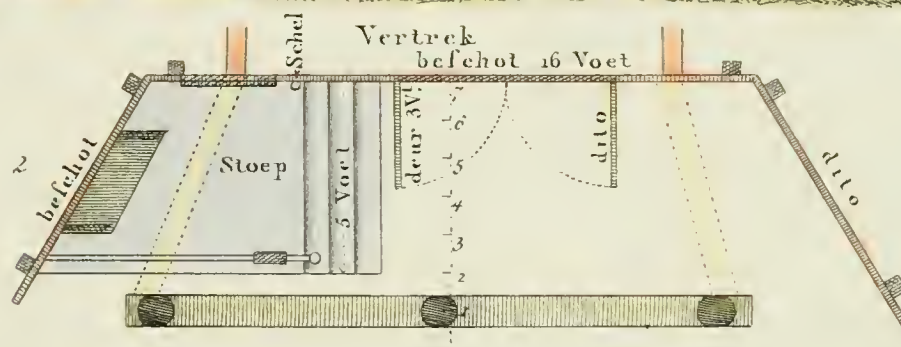 Vertrek
beſchot 16 Voet
Schel
2
beſchot
Stoep
5 Voet
deur 3Vt
dito
dito
7
6
5
4
3
2
1